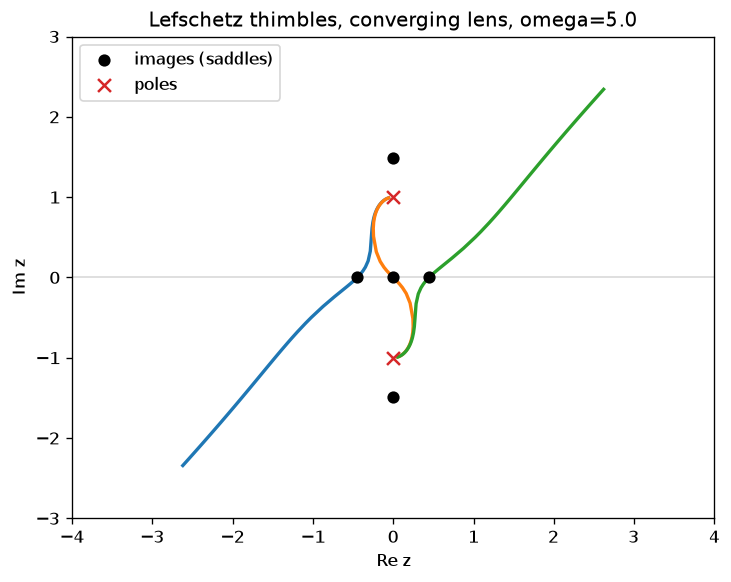 Lefschetz thimbles, converging lens, omega=5.0
images (saddles)
poles
3
2
1
0
−1
−2
−3
Im z
−4 −3 −2 −1 0 1 2 3 4
Re z